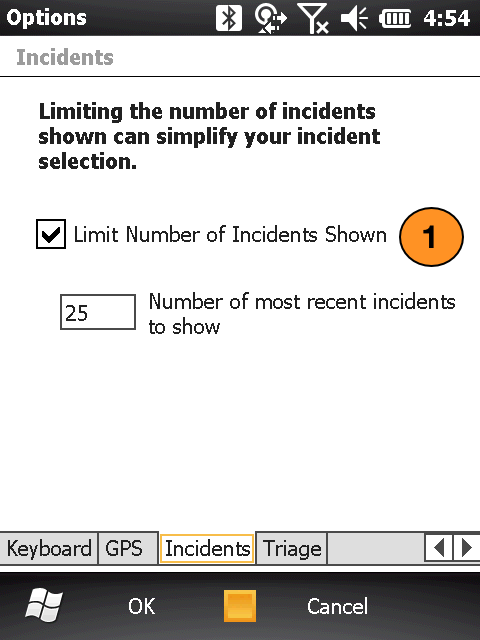 Options 4:54
Incidents
Limiting the number of incidents
shown can simplify your incident
selection.
Limit Number of Incidents Shown 1
25 Number of most recent incidents
to show
Keyboard GPS Incidents Triage
OK Cancel